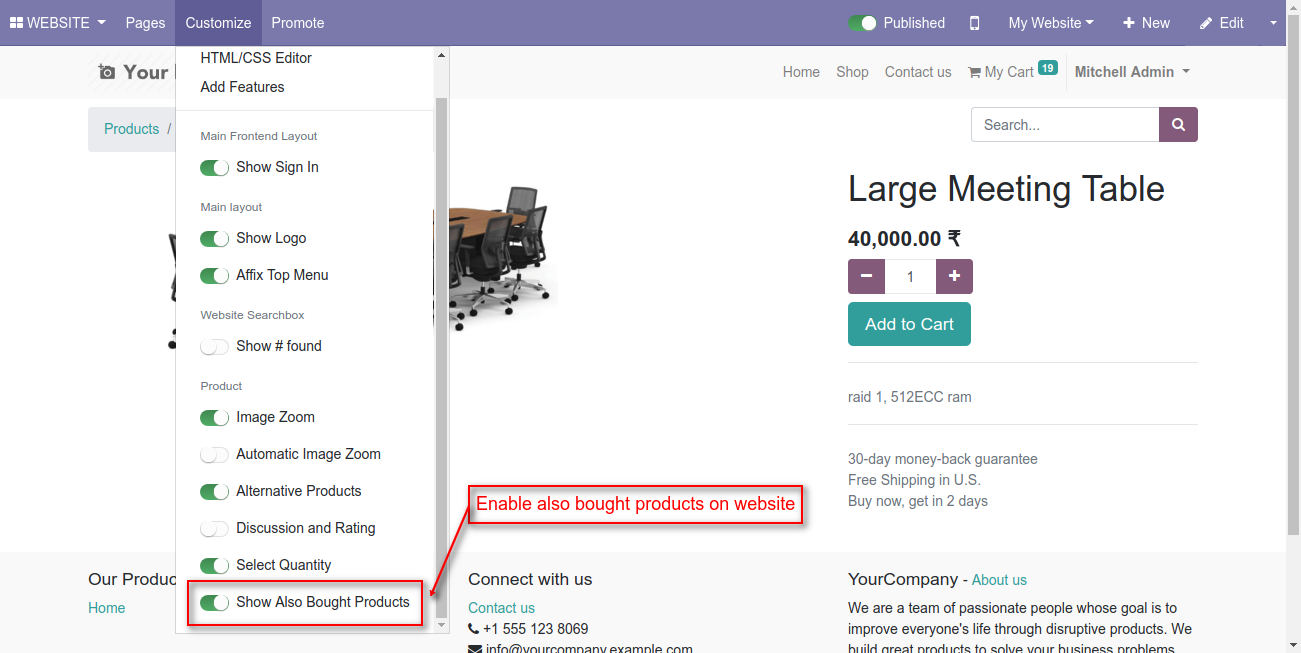 WEBSITE Pages Customize Promote Published My Website + New Edit
HTML/CSS Editor
Add Features
Main Frontend Layout
Show Sign In
Main layout
Show Logo
Affix Top Menu
Website Searchbox
Show # found
Product
Image Zoom
Automatic Image Zoom
Alternative Products
Discussion and Rating
Select Quantity
Show Also Bought Products
Your
Home Shop Contact us My Cart 19 Mitchell Admin
Products /
Search...
Large Meeting Table
40,000.00 ₹
− 1 +
Add to Cart
raid 1, 512ECC ram
30-day money-back guarantee
Free Shipping in U.S.
Buy now, get in 2 days
Enable also bought products on website
Our Produc
Home
Connect with us
Contact us
+1 555 123 8069
info@yourcompany.example.com
YourCompany - About us
We are a team of passionate people whose goal is to
improve everyone's life through disruptive products. We
build great products to solve your business problems.